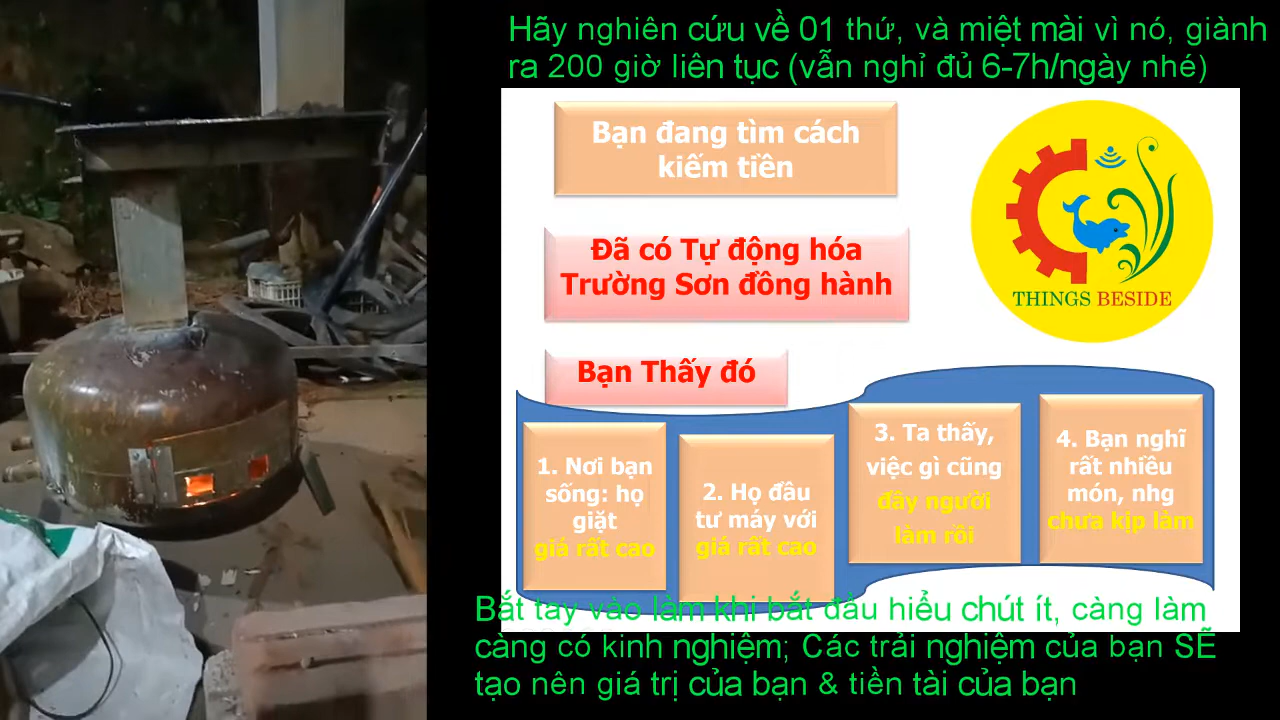 Hãy nghiên cứu về 01 thứ, và miệt mài vì nó, giành
ra 200 giờ liên tục (vẫn nghỉ đủ 6-7h/ngày nhé)
Bạn đang tìm cách
kiếm tiền
Đã có Tự động hóa
Trường Sơn đồng hành
THINGS BESIDE
Bạn Thấy đó
1. Nơi bạn
sống: họ
giặt
giá rất cao
2. Họ đầu
tư máy với
giá rất cao
3. Ta thấy,
việc gì cũng
đầy người
làm rồi
4. Bạn nghĩ
rất nhiều
món, nhg
chưa kịp làm
Bắt tay vào làm khi bắt đầu hiểu chút ít, càng làm
càng có kinh nghiệm; Các trải nghiệm của bạn SẼ
tạo nên giá trị của bạn & tiền tài của bạn